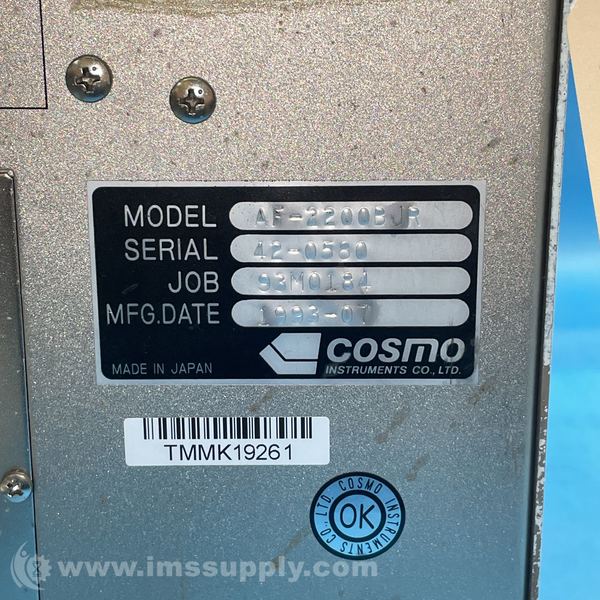 MODEL AF-2200BJR
SERIAL 42-0580
JOB 93M0184
MFG.DATE 1993-07
COSMO
INSTRUMENTS CO.,LTD.
MADE IN JAPAN
TMMK19261
COSMO INSTRUMENTS CO., LTD.
OK
www.imssupply.com